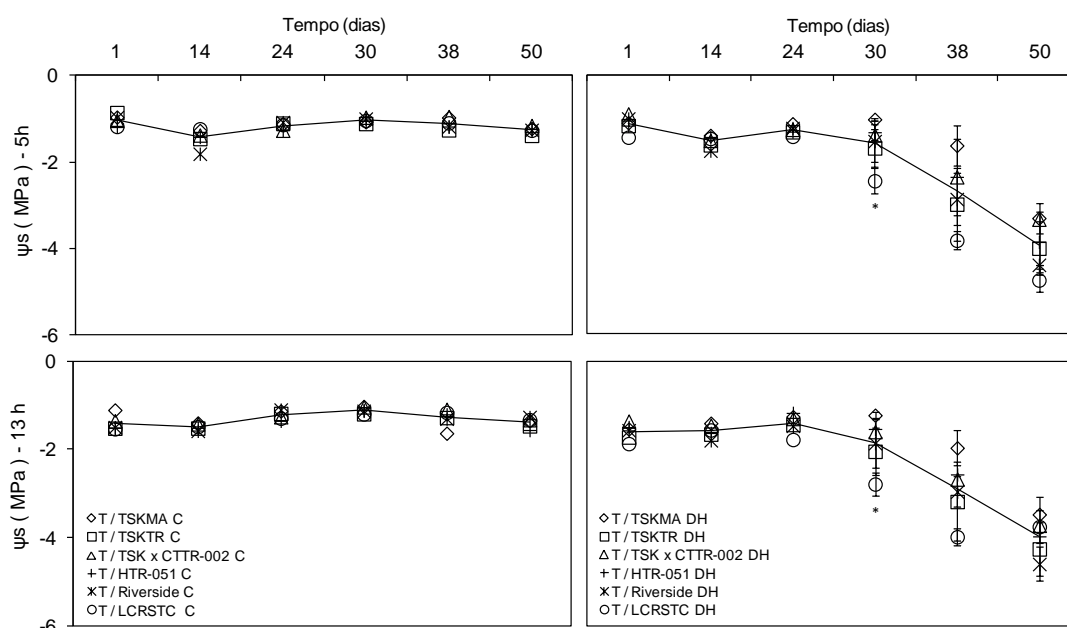 Tempo (dias)
1 14 24 30 38 50
Tempo (dias)
1 14 24 30 38 50
0
-2
-4
-6
ψs ( MPa ) - 5h
*
0
-2
-4
-6
ψs ( MPa ) - 13 h
T / TSKMA C
T / TSKTR C
T / TSK x CTTR-002 C
T / HTR-051 C
T / Riverside C
T / LCRSTC C
*
T / TSKMA DH
T / TSKTR DH
T / TSK x CTTR-002 DH
T / HTR-051 DH
T / Riverside DH
T / LCRSTC DH